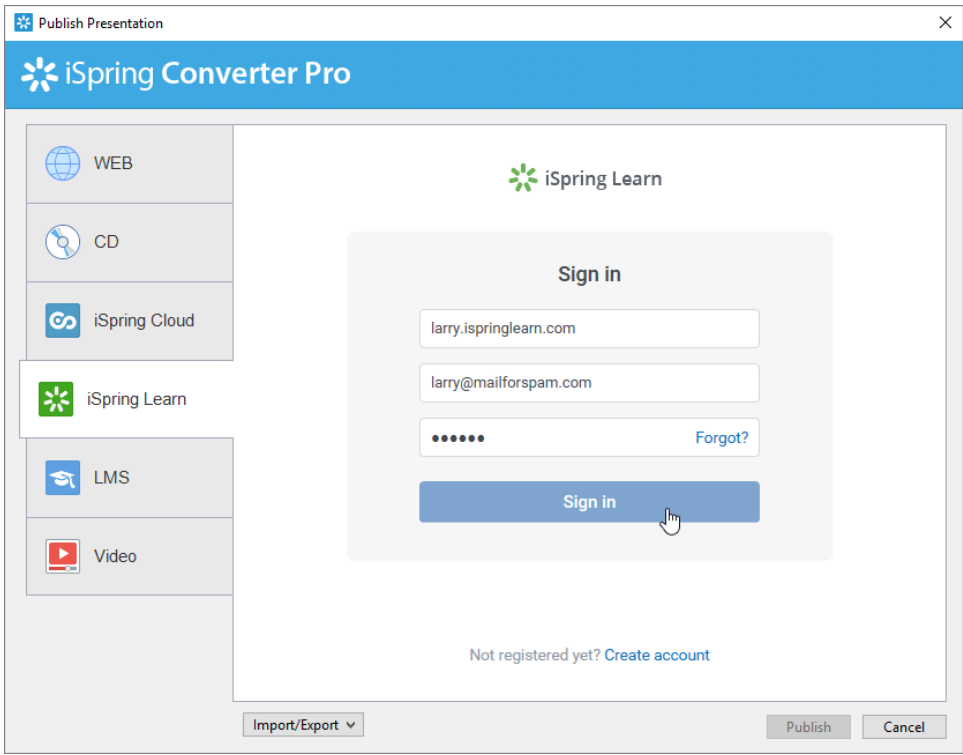 Publish Presentation
iSpring Converter Pro
WEB
CD
iSpring Cloud
iSpring Learn
LMS
Video
iSpring Learn
Sign in
larry.ispringlearn.com
larry@mailforspam.com
●●●●●● Forgot?
Sign in
Not registered yet? Create account
Import/Export
Publish
Cancel